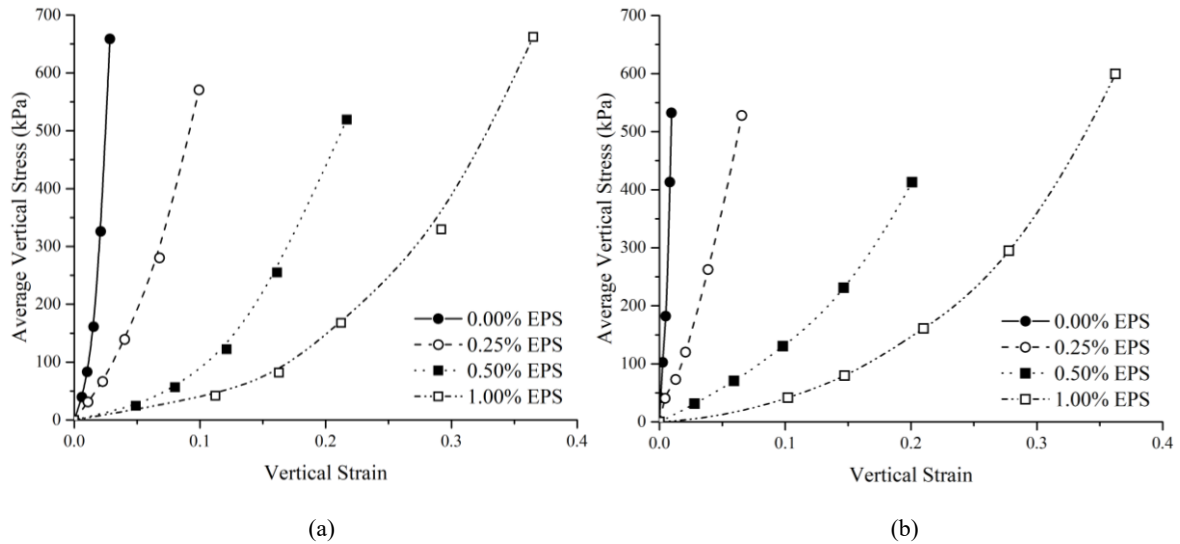 700
600
500
400
300
200
100
0
Average Vertical Stress (kPa)
0.00% EPS
0.25% EPS
0.50% EPS
1.00% EPS
0.0
0.1
0.2
0.3
0.4
Vertical Strain
(a)
700
600
500
400
300
200
100
0
Average Vertical Stress (kPa)
0.00% EPS
0.25% EPS
0.50% EPS
1.00% EPS
0.0
0.1
0.2
0.3
0.4
Vertical Strain
(b)